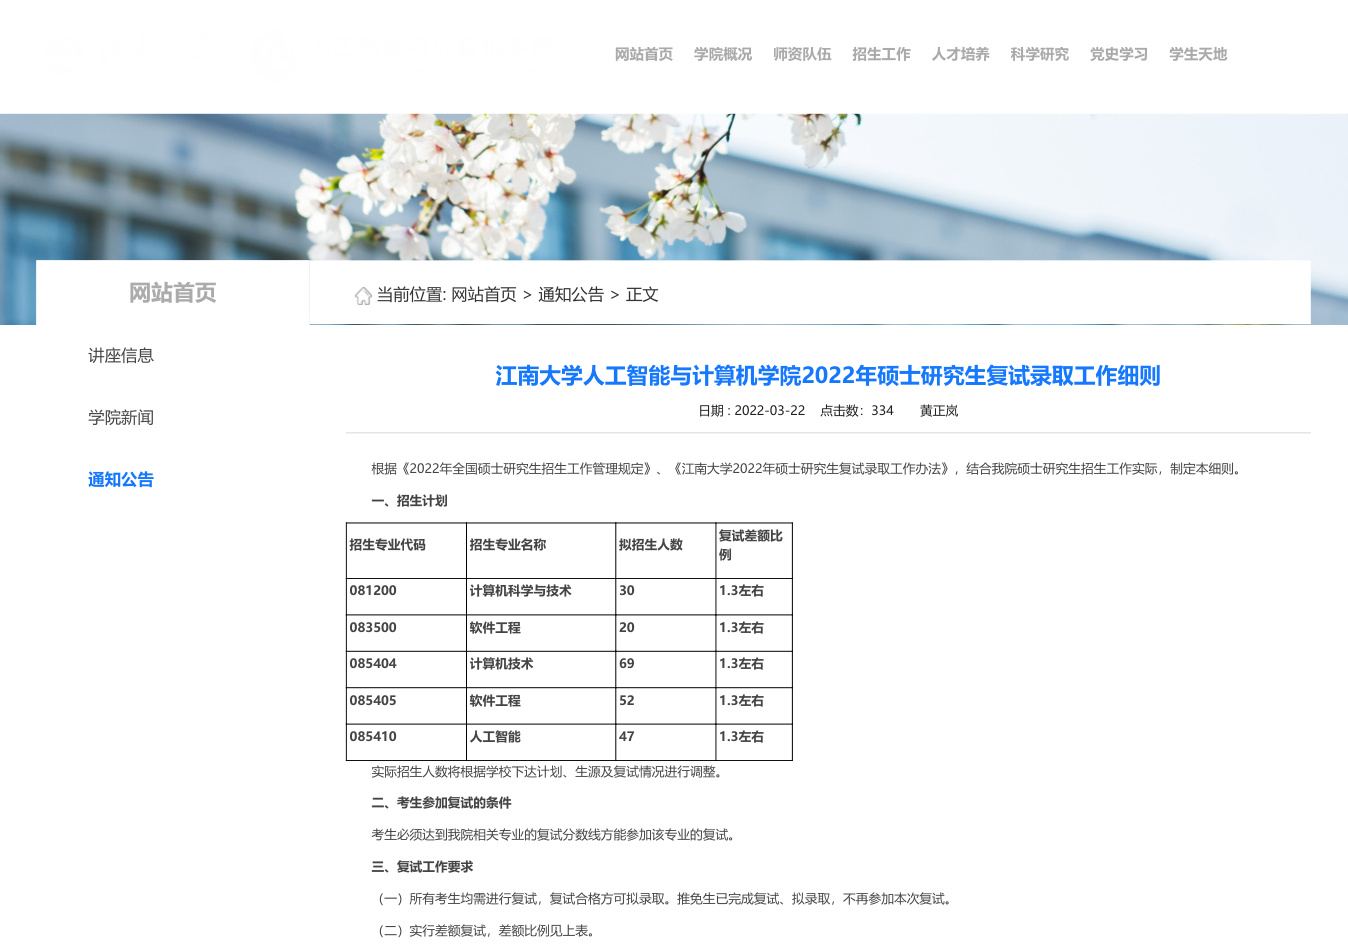 网站首页 学院概况 师资队伍 招生工作 人才培养 科学研究 党史学习 学生天地
网站首页
当前位置: 网站首页 > 通知公告 > 正文
讲座信息
学院新闻
通知公告
江南大学人工智能与计算机学院2022年硕士研究生复试录取工作细则
日期 : 2022-03-22 点击数：334 黄正岚
根据《2022年全国硕士研究生招生工作管理规定》、《江南大学2022年硕士研究生复试录取工作办法》，结合我院硕士研究生招生工作实际，制定本细则。
一、招生计划
招生专业代码 招生专业名称 拟招生人数 复试差额比例
081200 计算机科学与技术 30 1.3左右
083500 软件工程 20 1.3左右
085404 计算机技术 69 1.3左右
085405 软件工程 52 1.3左右
085410 人工智能 47 1.3左右
实际招生人数将根据学校下达计划、生源及复试情况进行调整。
二、考生参加复试的条件
考生必须达到我院相关专业的复试分数线方能参加该专业的复试。
三、复试工作要求
（一）所有考生均需进行复试，复试合格方可拟录取。推免生已完成复试、拟录取，不再参加本次复试。
（二）实行差额复试，差额比例见上表。